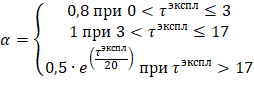 α = { 0,8 при 0 < τ^экспл ≤ 3
1 при 3 < τ^экспл ≤ 17
0,5 · e^(τ^экспл/20) при τ^экспл > 17